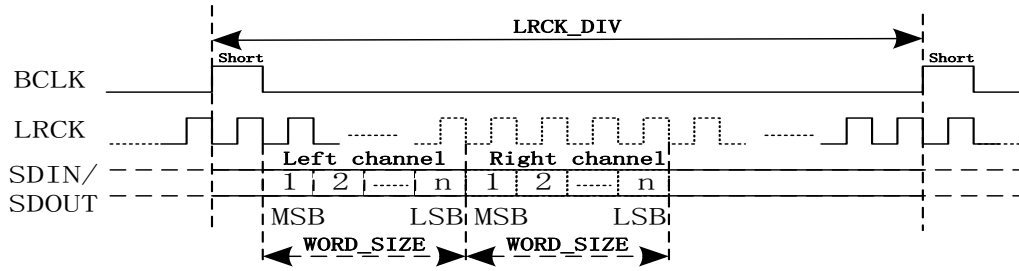 LRCK_DIV
Short
Short
BCLK
LRCK
Left channel
Right channel
SDIN/
SDOUT
1 2 n 1 2 n
MSB LSB MSB LSB
WORD_SIZE WORD_SIZE